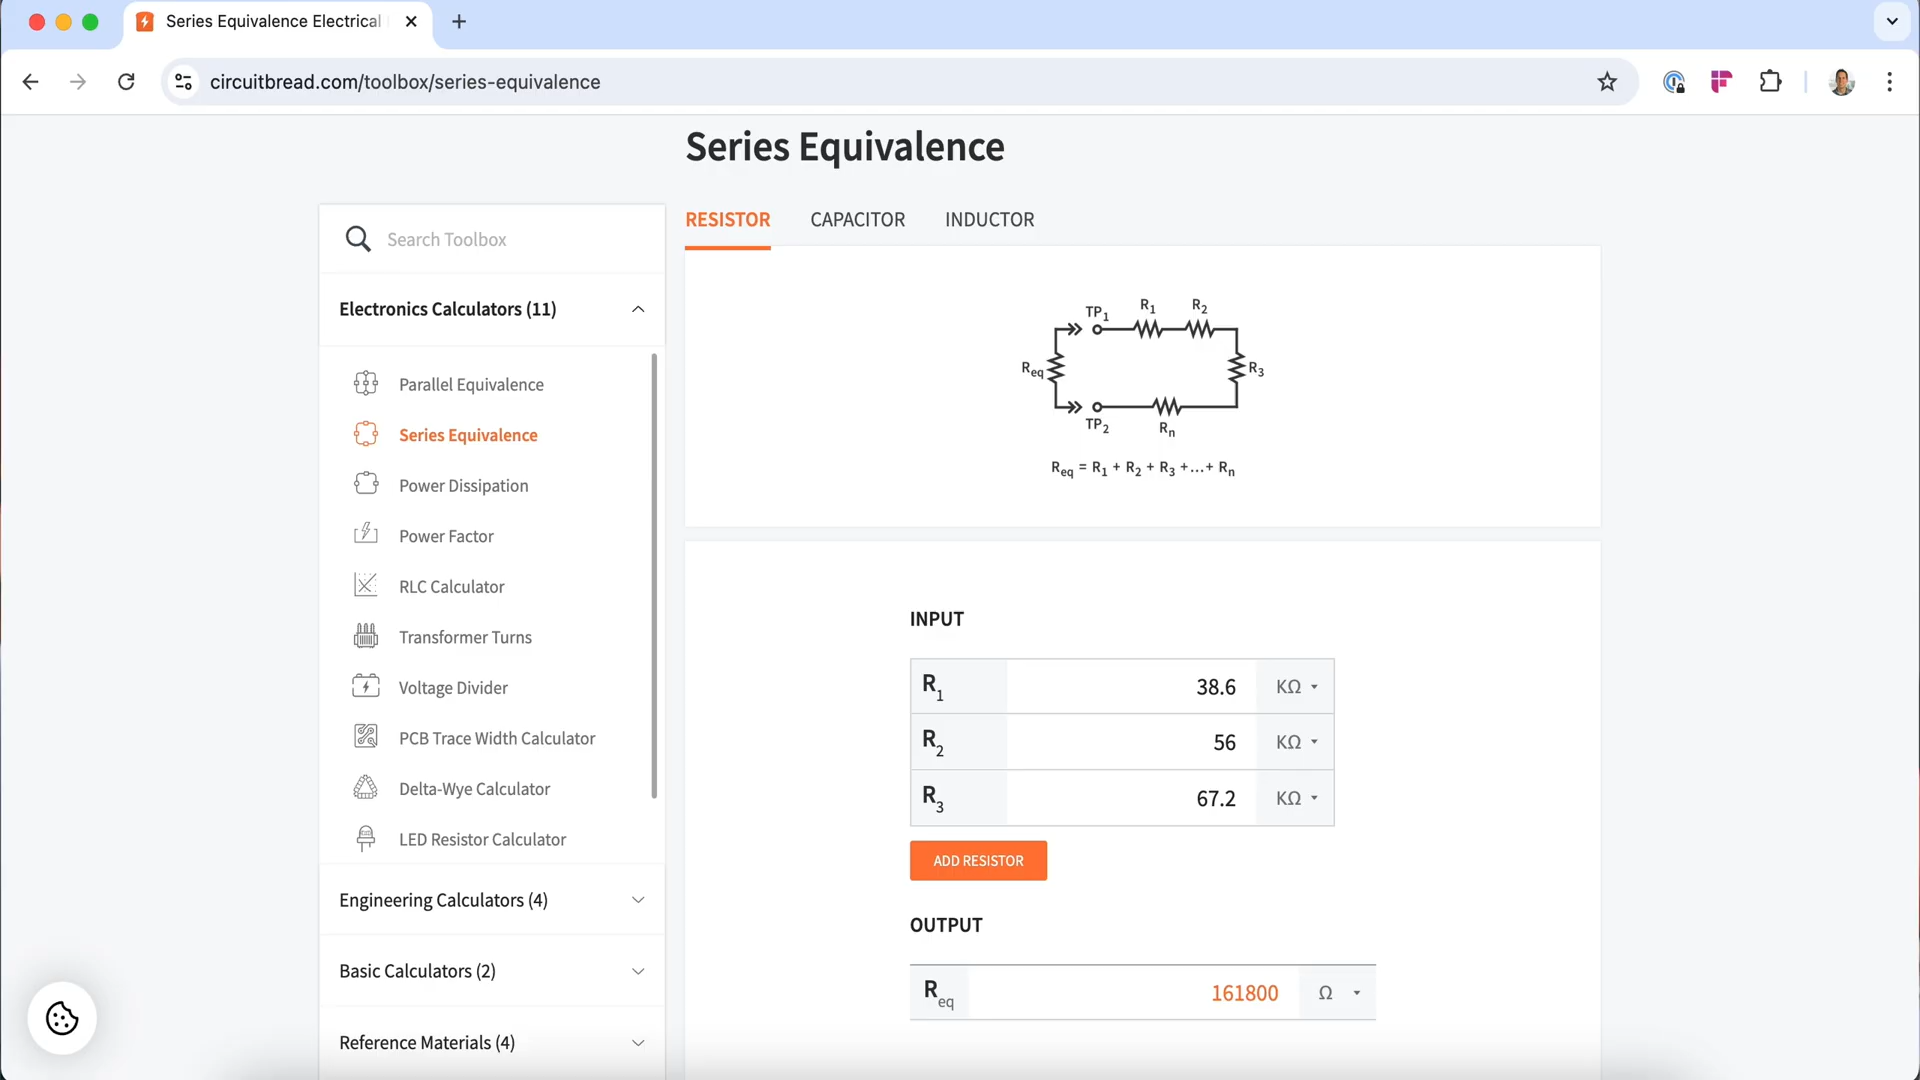 Series Equivalence Electrical
circuitbread.com/toolbox/series-equivalence
Series Equivalence
Search Toolbox
Electronics Calculators (11)
Parallel Equivalence
Series Equivalence
Power Dissipation
Power Factor
RLC Calculator
Transformer Turns
Voltage Divider
PCB Trace Width Calculator
Delta-Wye Calculator
LED Resistor Calculator
Engineering Calculators (4)
Basic Calculators (2)
Reference Materials (4)
RESISTOR CAPACITOR INDUCTOR
TP1 R1 R2
Req R3
TP2 Rn
Req = R1 + R2 + R3 +...+ Rn
INPUT
R1 38.6 KΩ
R2 56 KΩ
R3 67.2 KΩ
ADD RESISTOR
OUTPUT
Req 161800 Ω